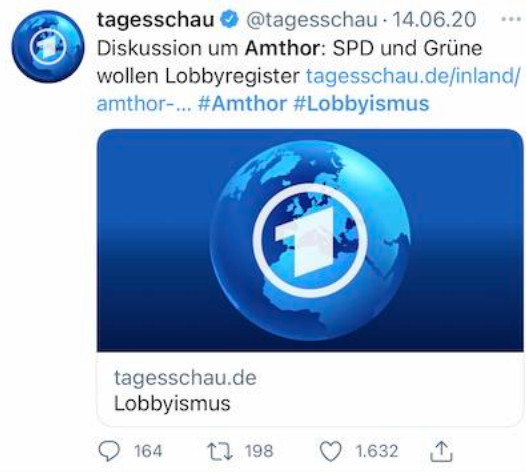 tagesschau @tagesschau · 14.06.20 ···
Diskussion um Amthor: SPD und Grüne
wollen Lobbyregister tagesschau.de/inland/
amthor-... #Amthor #Lobbyismus
1
tagesschau.de
Lobbyismus
164 198 1.632